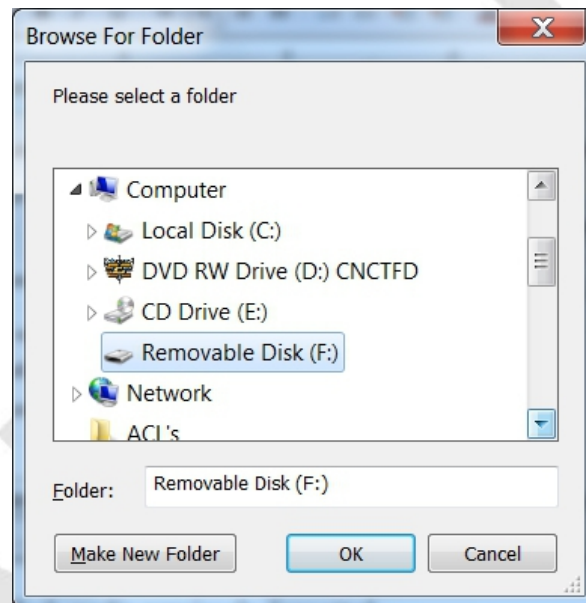 Browse For Folder
Please select a folder
Computer
Local Disk (C:)
DVD RW Drive (D:) CNCTFD
CD Drive (E:)
Removable Disk (F:)
Network
ACL's
Folder: Removable Disk (F:)
Make New Folder OK Cancel